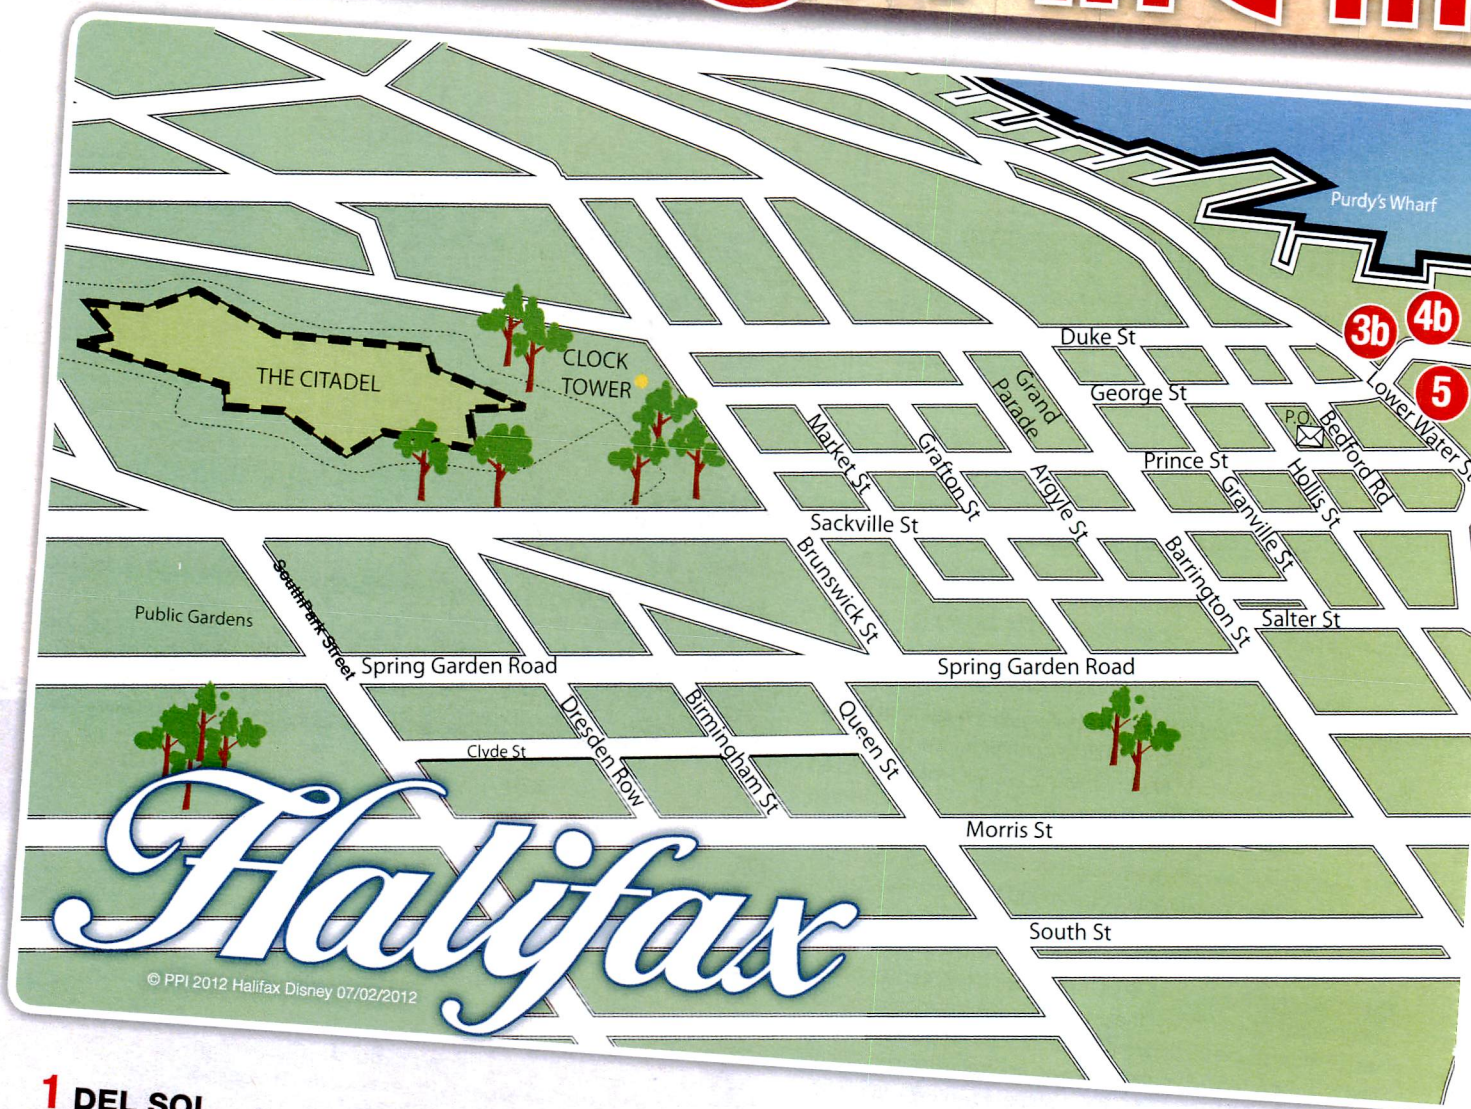 Purdy's Wharf
3b
4b
5
Duke St
George St
Grand
Parade
P.O.
Bedford Rd
Lower Water St
CLOCK
TOWER
THE CITADEL
Market St
Grafton St
Argyle St
Prince St
Granville St
Hollis St
Sackville St
Brunswick St
Barrington St
Salter St
Public Gardens
SouthPark Street
Spring Garden Road
Spring Garden Road
Dresden Row
Birmingham St
Queen St
Clyde St
Morris St
South St
Halifax
© PPI 2012 Halifax Disney 07/02/2012
1 DEL SOL